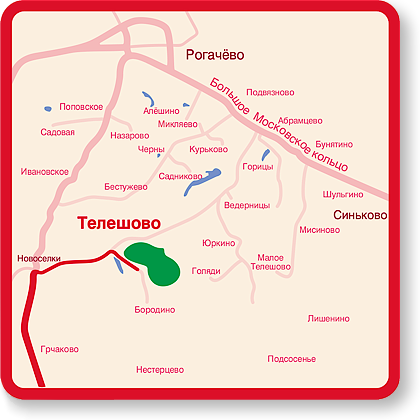 Рогачёво
Большое Московское кольцо
Подвязново
Поповское
Алёшино
Абрамцево
Микляево
Садовая
Назарово
Бунятино
Черны
Курьково
Горицы
Ивановское
Садниково
Бестужево
Шульгино
Ведерницы
Синьково
Телешово
Мисиново
Юркино
Новоселки
Малое
Телешово
Голяди
Бородино
Лишенино
Грчаково
Подсосенье
Нестерцево